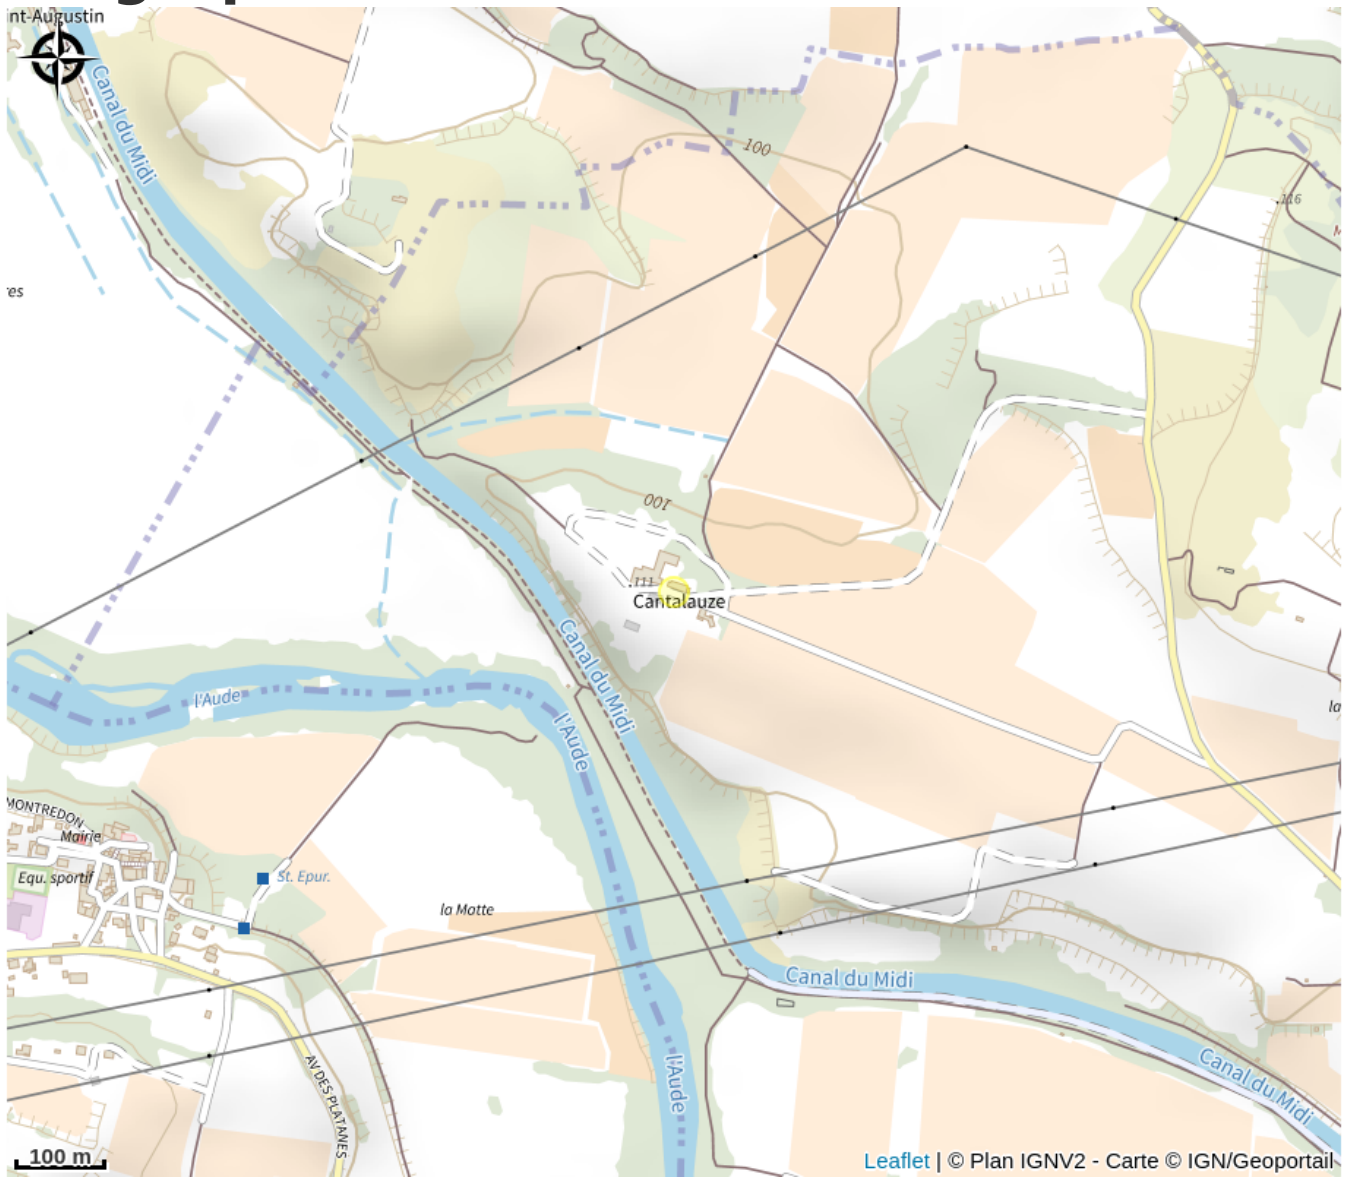 nt-Augustin
Canal du Midi
100
116
res
100
111
Cantalauze
Canal du Midi
l'Aude
l'Aude
la
MONTREDON
Mairie
Equ. sportif
St. Epur.
la Motte
Canal du Midi
l'Aude
AV DES PLATANES
Canal du Midi
100 m
Leaflet | © Plan IGNV2 - Carte © IGN/Geoportail